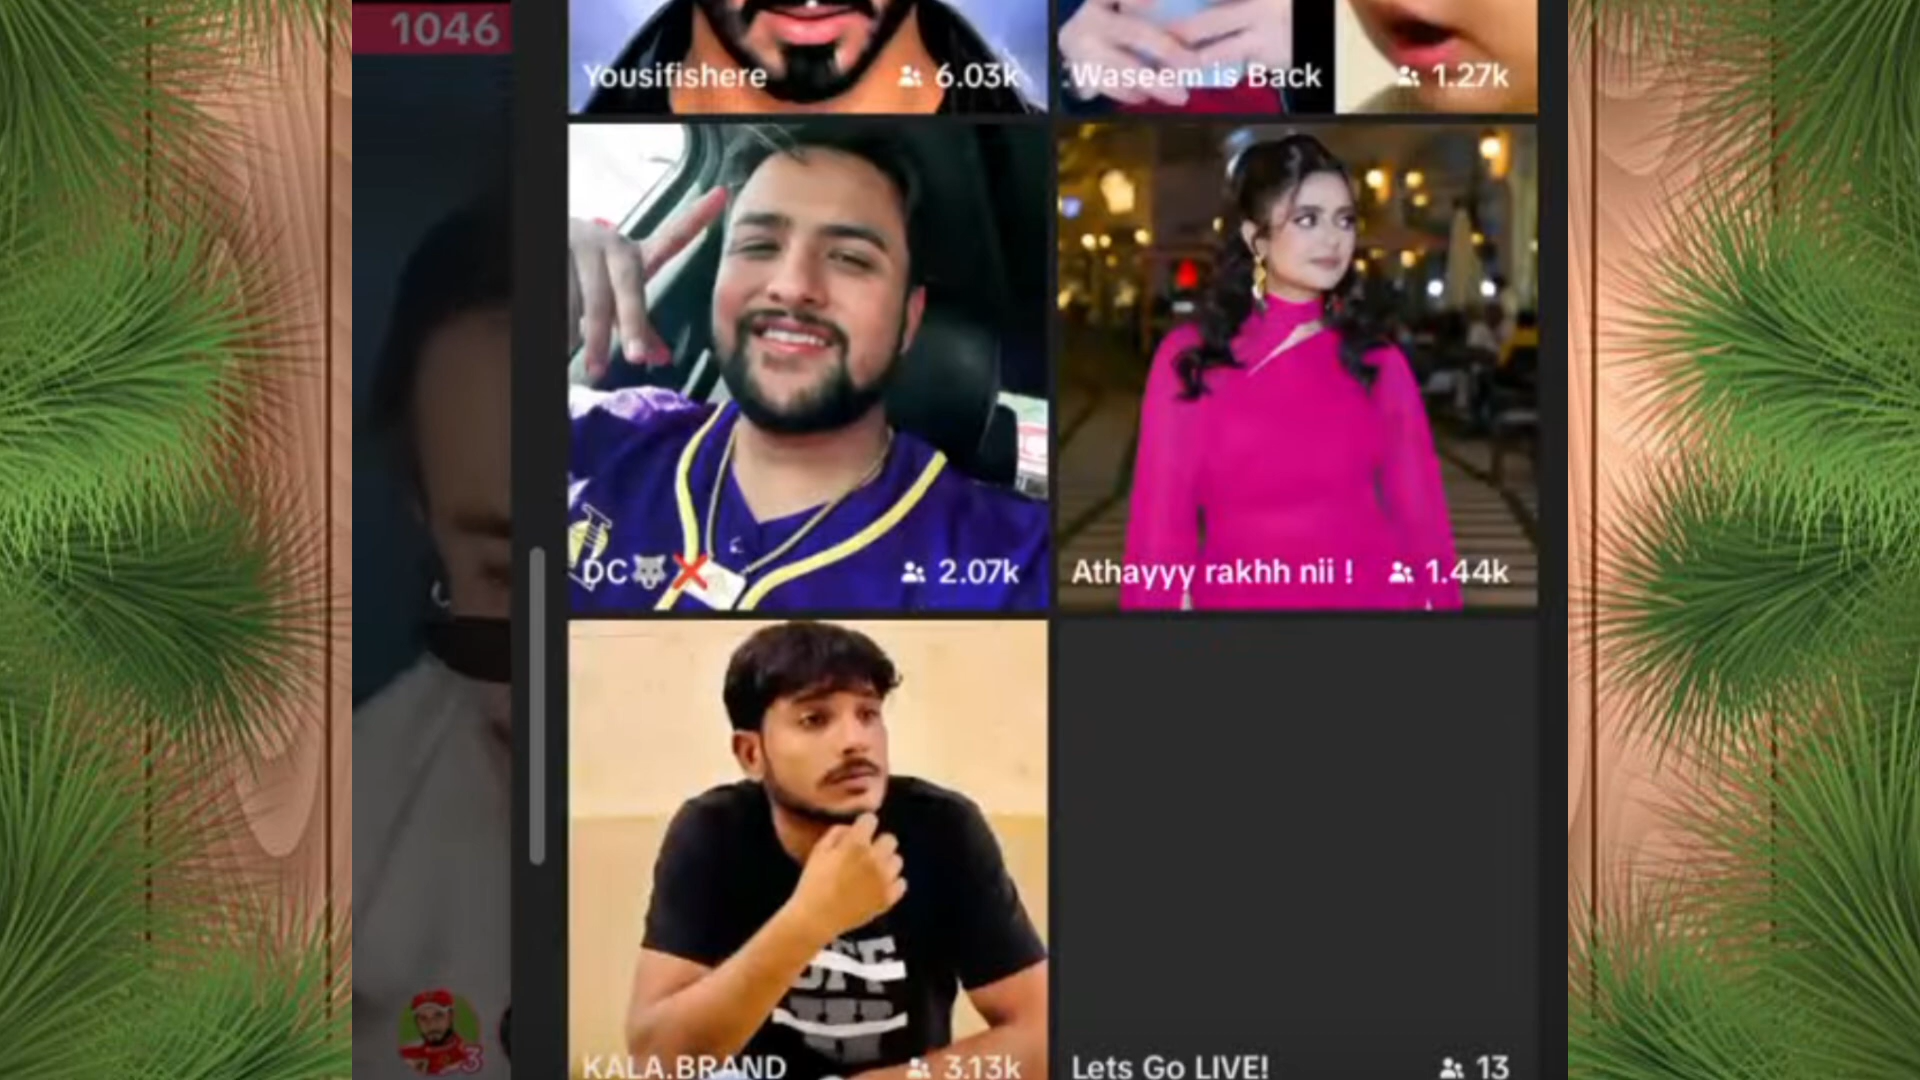 1046
Yousifishere 6.03k
Waseem is Back 1.27k
DC🐺❌ 2.07k
Athayyy rakhh nii ! 1.44k
KALA.BRAND 3.13k
Lets Go LIVE! 13
3